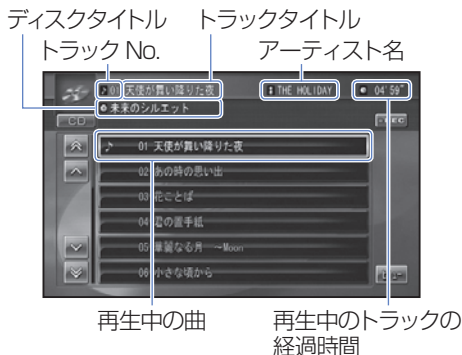 ディスクタイトル
トラックタイトル
トラック No.
アーティスト名
♪ 01 天使が舞い降りた夜
THE HOLIDAY
04'59"
未来のシルエット
CD
REC
♪ 01 天使が舞い降りた夜
02 あの時の思い出
03 花ことば
04 君の置手紙
05 華麗なる月 ～Moon
06 小さな頃から
メニュー
再生中の曲
再生中のトラックの
経過時間